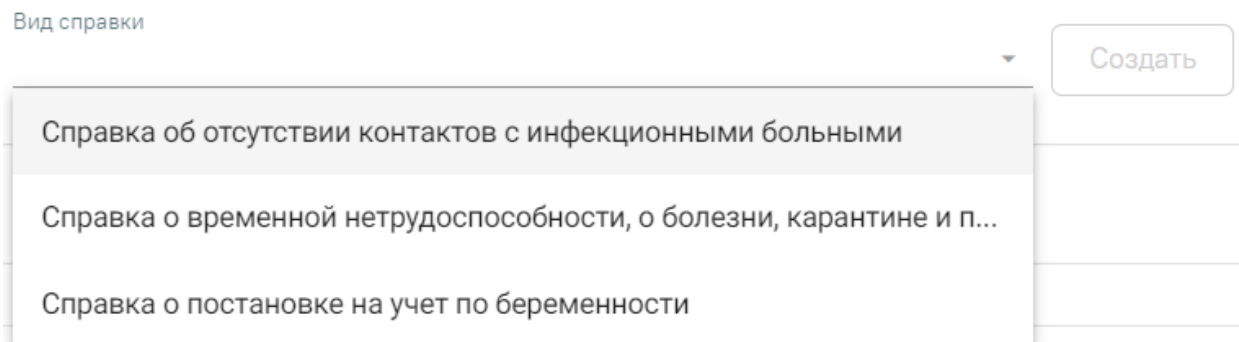 Вид справки
Создать
Справка об отсутствии контактов с инфекционными больными
Справка о временной нетрудоспособности, о болезни, карантине и п...
Справка о постановке на учет по беременности